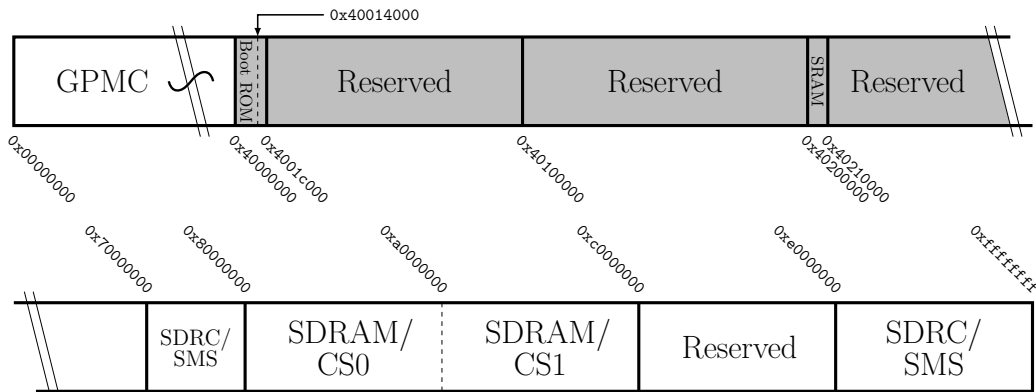 0x40014000
GPMC
Boot ROM
Reserved
Reserved
SRAM
Reserved
0x00000000
0x40000000
0x4001c000
0x40100000
0x40200000
0x40210000
0x70000000
0x80000000
0xa0000000
0xc0000000
0xe0000000
0xffffffff
SDRC/
SMS
SDRAM/
CS0
SDRAM/
CS1
Reserved
SDRC/
SMS